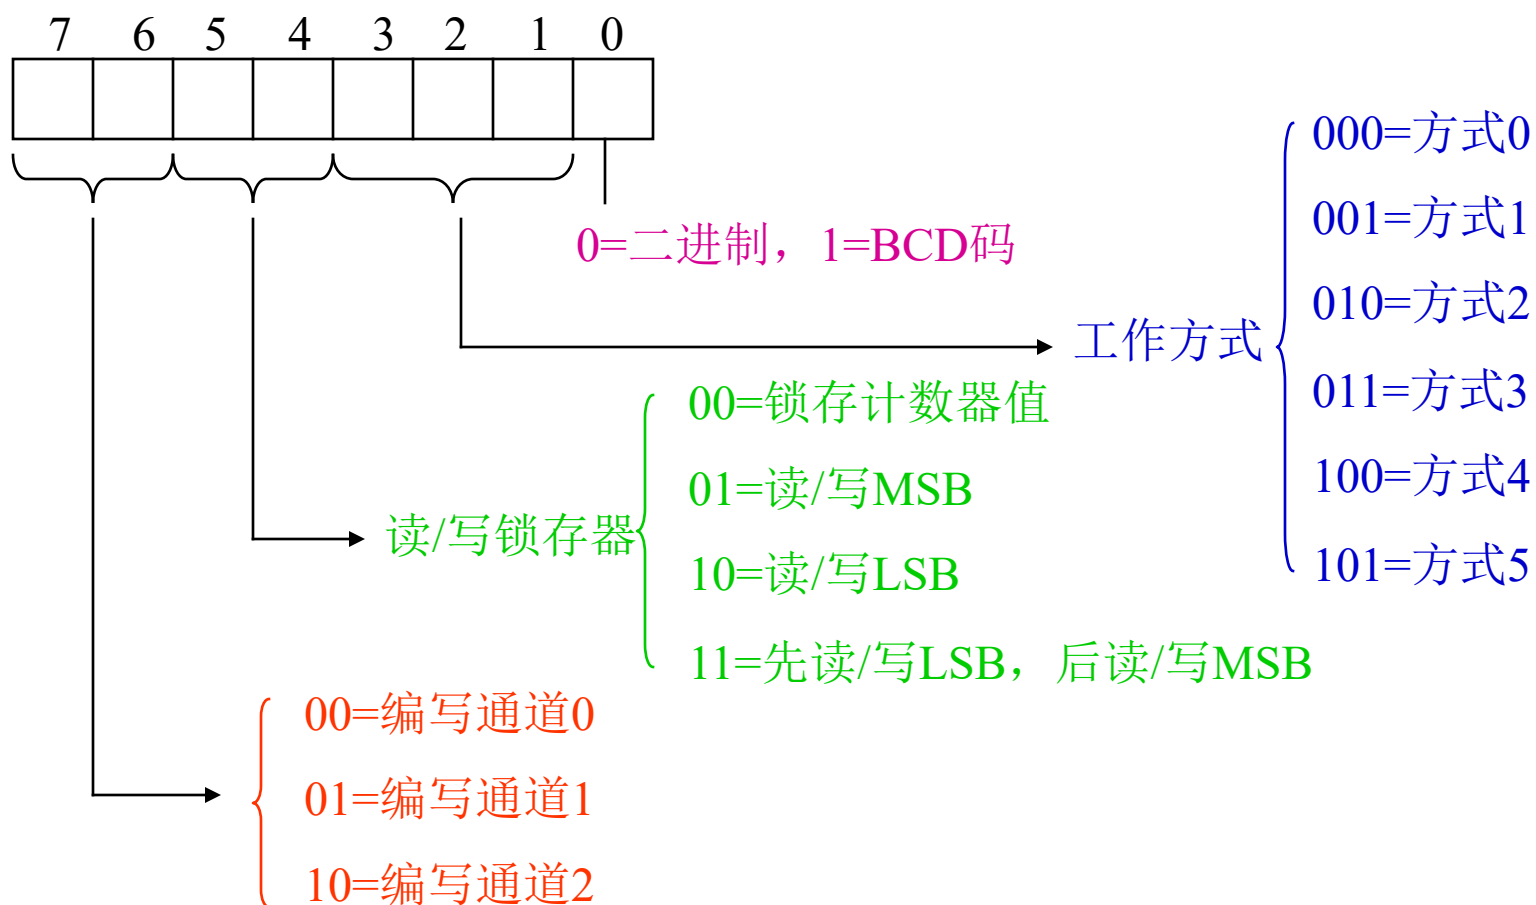 7 6 5 4 3 2 1 0
0=二进制，1=BCD码
工作方式
000=方式0
001=方式1
010=方式2
011=方式3
100=方式4
101=方式5
读/写锁存器
00=锁存计数器值
01=读/写MSB
10=读/写LSB
11=先读/写LSB，后读/写MSB
00=编写通道0
01=编写通道1
10=编写通道2